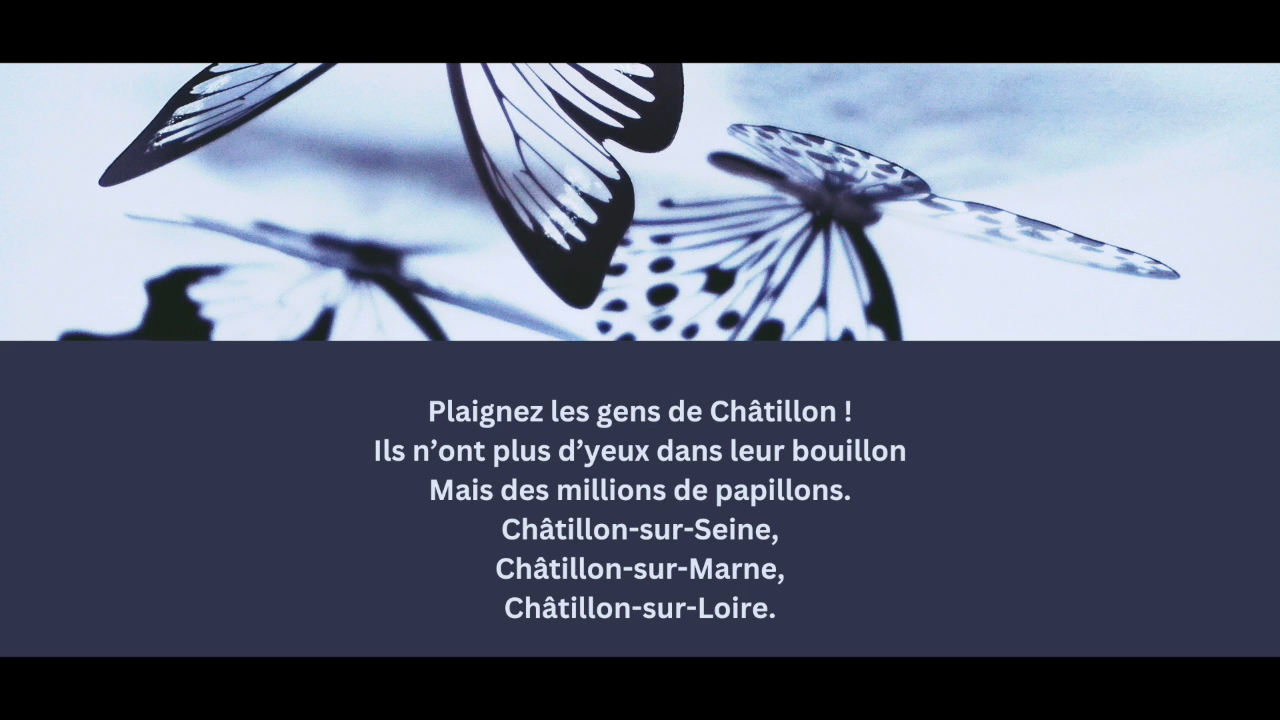 Plaignez les gens de Châtillon !
Ils n’ont plus d’yeux dans leur bouillon
Mais des millions de papillons.
Châtillon-sur-Seine,
Châtillon-sur-Marne,
Châtillon-sur-Loire.